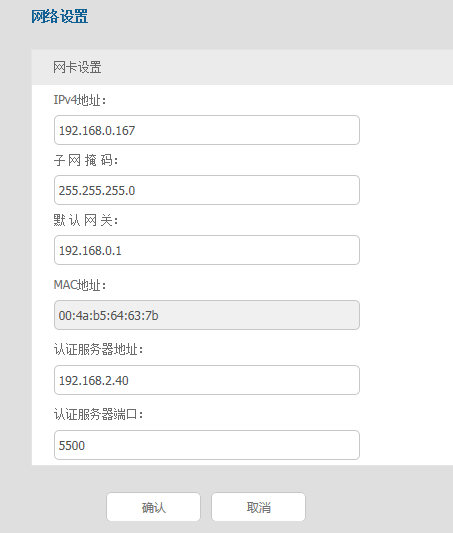 网络设置
网卡设置
IPv4地址：
192.168.0.167
子 网 掩 码：
255.255.255.0
默 认 网 关：
192.168.0.1
MAC地址：
00:4a:b5:64:63:7b
认证服务器地址：
192.168.2.40
认证服务器端口：
5500
确认 取消